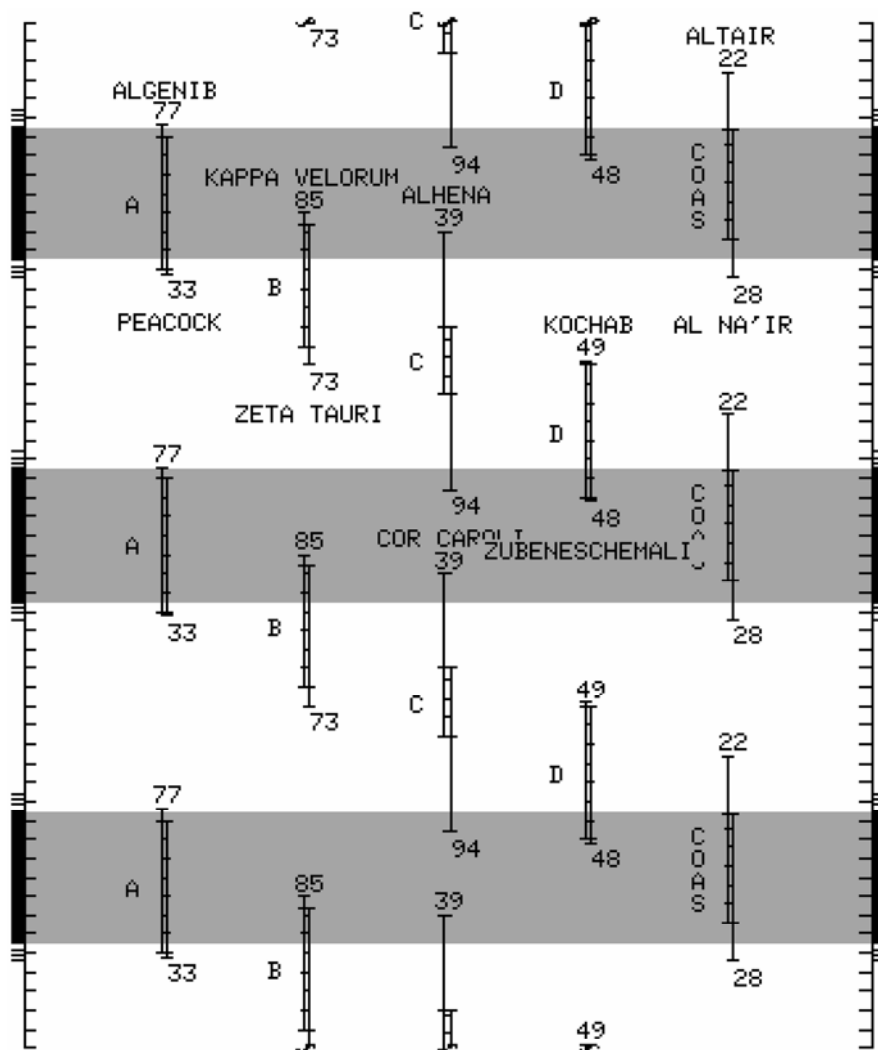 73
C
ALTAIR
22
ALGENIB
77
D
94
KAPPA VELORUM
85
ALHENA
39
48
COAS
A
33
B
28
PEACOCK
KOCHAB
AL NA'IR
49
C
73
22
ZETA TAURI
D
77
94
48
A
85
COR CAROLI
39
ZUBENESCHEMALI
33
B
28
C
49
73
22
D
77
94
48
COAS
A
85
39
33
B
28
49